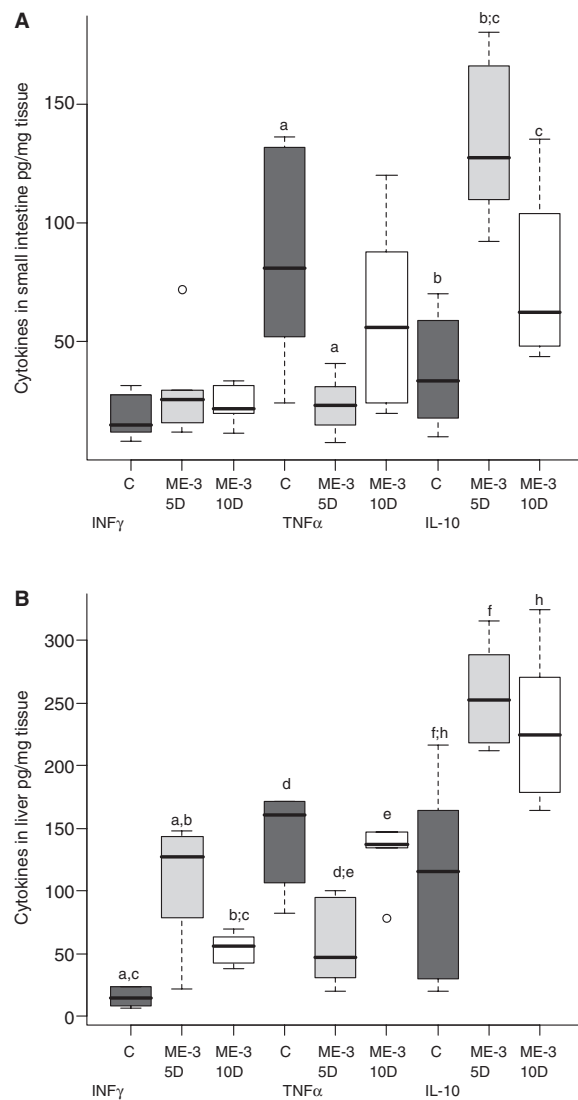 A
Cytokines in small intestine pg/mg tissue
150
100
50
a
a
b
b;c
c
C ME-3 ME-3 C ME-3 ME-3 C ME-3 ME-3
5D 10D 5D 10D 5D 10D
INFγ TNFα IL-10
B
Cytokines in liver pg/mg tissue
300
250
200
150
100
50
0
a,c
a,b
b;c
d
d;e
e
f;h
f
h
C ME-3 ME-3 C ME-3 ME-3 C ME-3 ME-3
5D 10D 5D 10D 5D 10D
INFγ TNFα IL-10